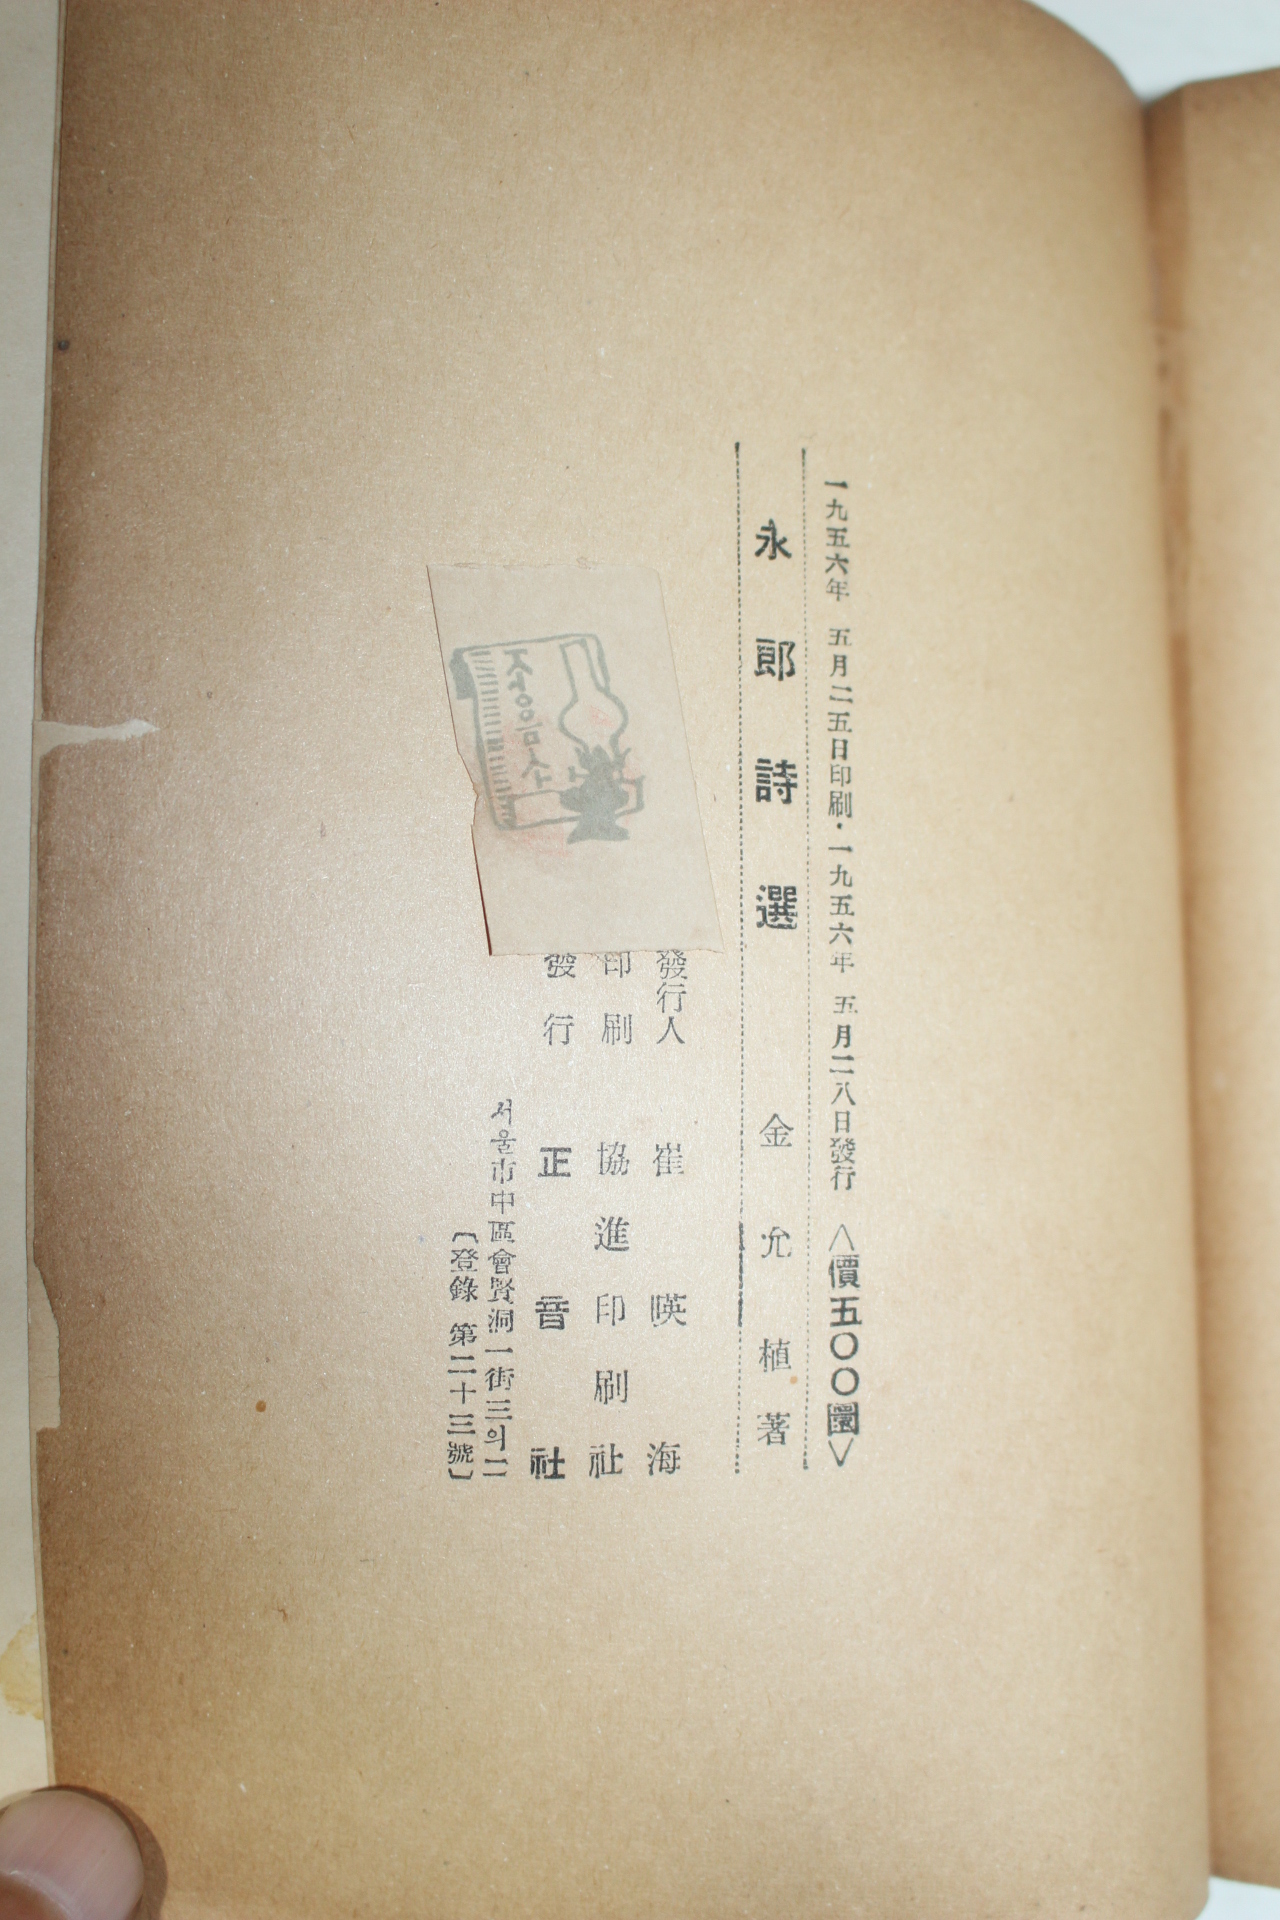 一九五六年 五月二五日印刷·一九五六年 五月二八日發行 <價五〇〇圜>
永郎詩選 金允植著
發行人 崔暎海
印刷 協進印刷社
發行 正音社
서울市中區會賢洞一街三의二
〔登錄 第二十三號〕